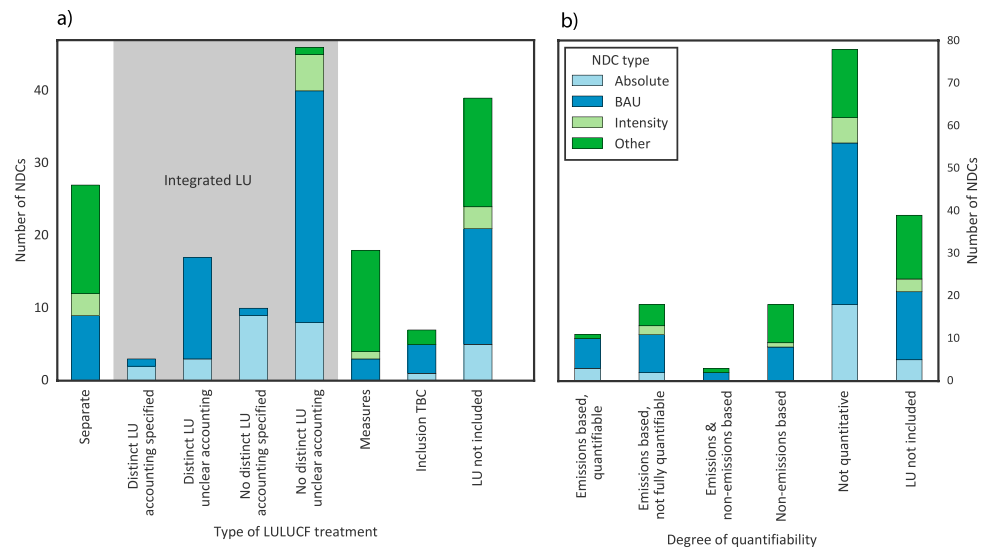 a)
Number of NDCs
40
30
20
10
0
Integrated LU
Separate
Distinct LU
accounting specified
Distinct LU
unclear accounting
No distinct LU
accounting specified
No distinct LU
unclear accounting
Measures
Inclusion TBC
LU not included
Type of LULUCF treatment
b)
NDC type
Absolute
BAU
Intensity
Other
80
70
60
50
40
30
20
10
0
Number of NDCs
Emissions based,
quantifiable
Emissions based,
not fully quantifiable
Emissions &
non-emissions based
Non-emissions based
Not quantitative
LU not included
Degree of quantifiability